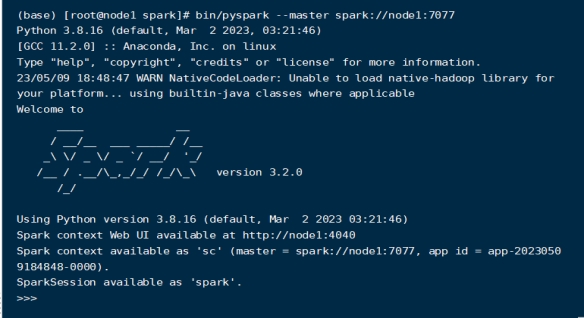 (base) [root@node1 spark]# bin/pyspark --master spark://node1:7077
Python 3.8.16 (default, Mar  2 2023, 03:21:46)
[GCC 11.2.0] :: Anaconda, Inc. on linux
Type "help", "copyright", "credits" or "license" for more information.
23/05/09 18:48:47 WARN NativeCodeLoader: Unable to load native-hadoop library for
your platform... using builtin-java classes where applicable
Welcome to
      ____              __
     / __/__  ___ _____/ /__
    _\ \/ _ \/ _ `/ __/  '_/
   /__ / .__/\_,_/_/ /_/\_\   version 3.2.0
      /_/
Using Python version 3.8.16 (default, Mar  2 2023 03:21:46)
Spark context Web UI available at http://node1:4040
Spark context available as 'sc' (master = spark://node1:7077, app id = app-2023050
9184848-0000).
SparkSession available as 'spark'.
>>>